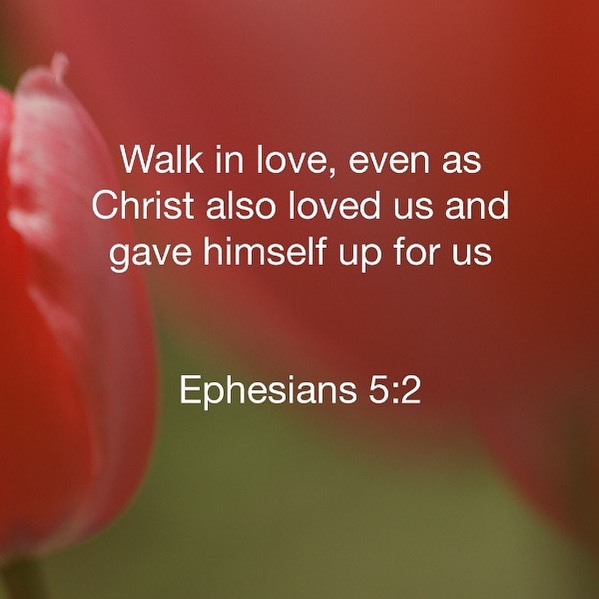 Walk in love, even as
Christ also loved us and
gave himself up for us
Ephesians 5:2